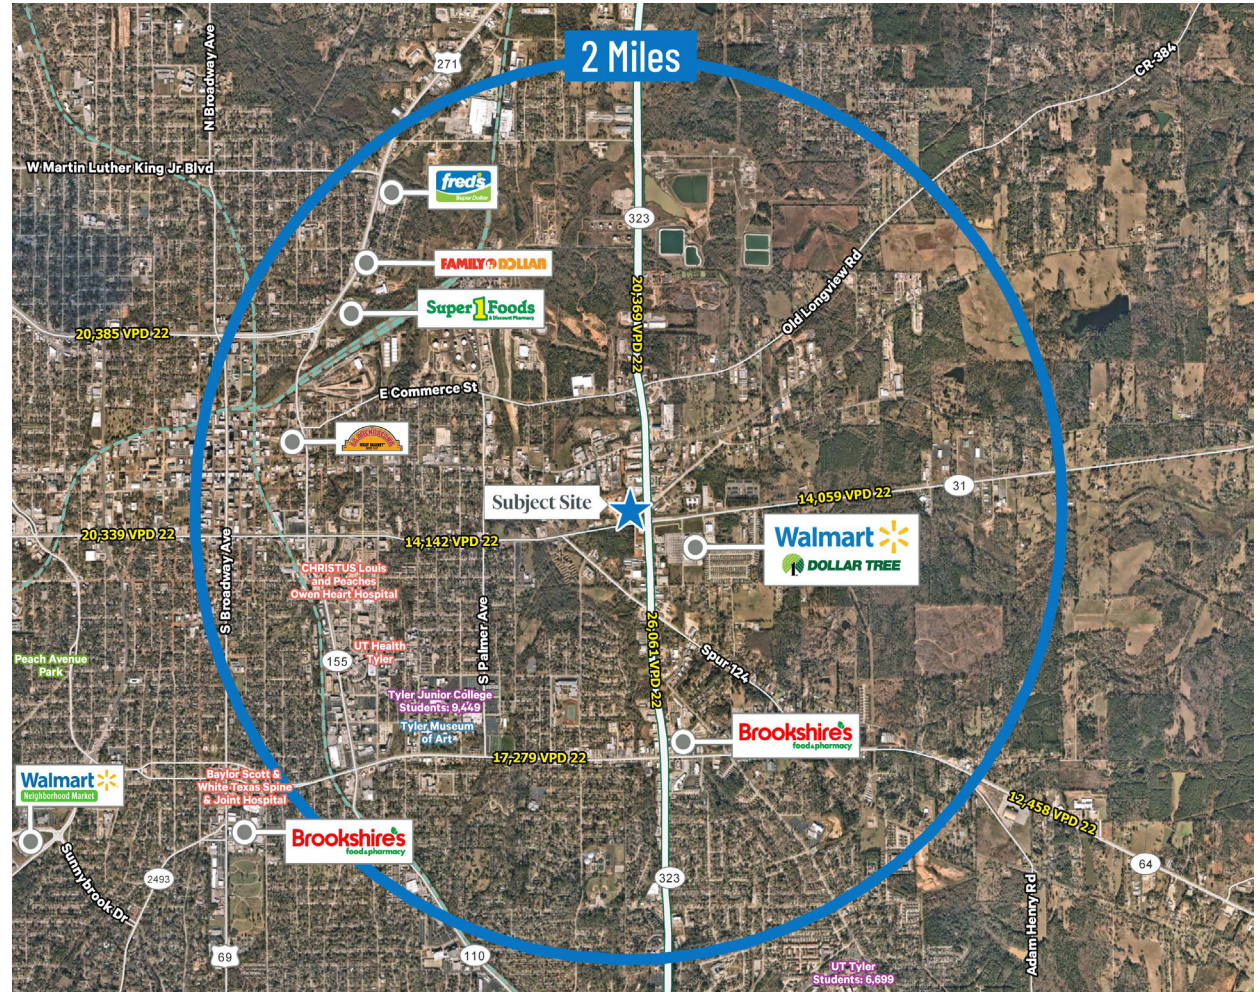 2 Miles
271
N Broadway Ave
CR-384
W Martin Luther King Jr Blvd
fred's
Super Dollar
323
FAMILY DOLLAR
Old Longview Rd
Super 1 Foods
& Discount Pharmacy
20,385 VPD 22
20,369 VPD 22
E Commerce St
31
14,059 VPD 22
Subject Site
20,339 VPD 22
14,142 VPD 22
Walmart
DOLLAR TREE
S Broadway Ave
CHRISTUS Louis
and Peaches
Owen Heart Hospital
S Palmer Ave
26,061 VPD 22
Peach Avenue
Park
155
UT Health
Tyler
Spur 124
Tyler Junior College
Students: 9,449
Tyler Museum
of Art
Brookshire's
food & pharmacy
17,279 VPD 22
Walmart
Neighborhood Market
Baylor Scott &
White Texas Spine
& Joint Hospital
12,458 VPD 22
Brookshire's
food & pharmacy
64
2493
323
Sunnybrook Dr
Adam Henry Rd
69
110
UT Tyler
Students: 6,699